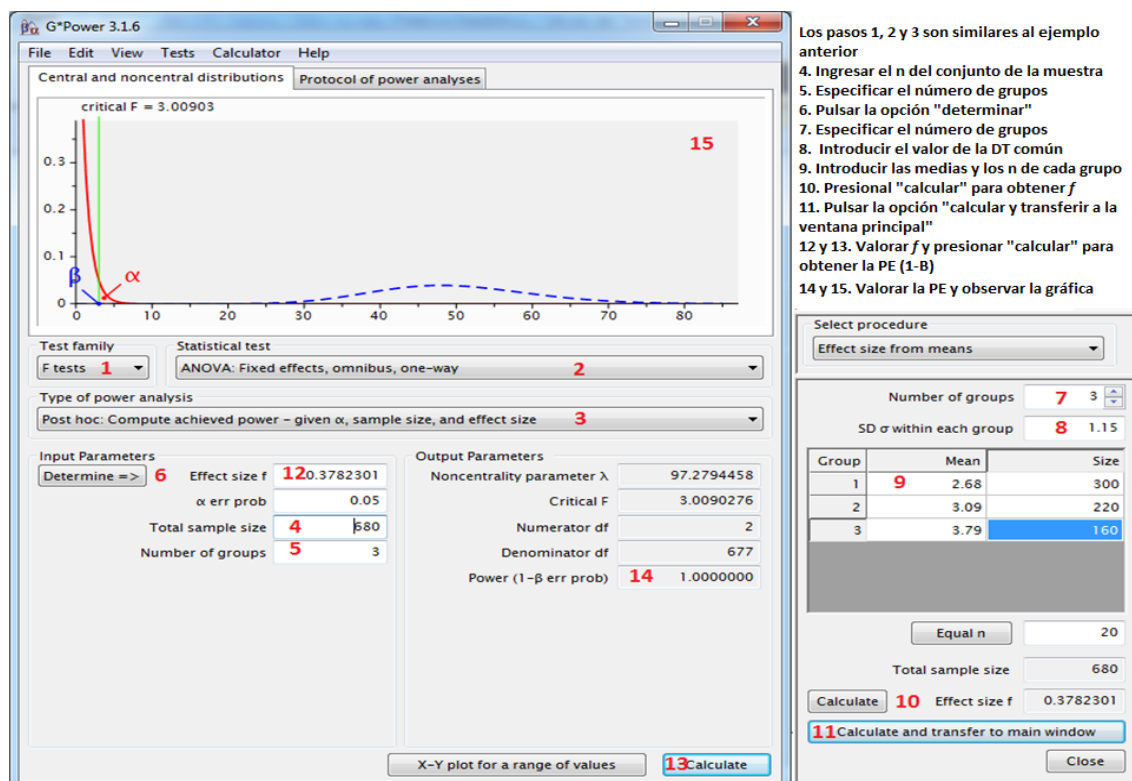 G*Power 3.1.6
File Edit View Tests Calculator Help
Central and noncentral distributions
Protocol of power analyses
critical F = 3.00903
15
0.3
0.2
0.1
0
β
α
0 10 20 30 40 50 60 70 80
Test family
Statistical test
F tests 1
ANOVA: Fixed effects, omnibus, one-way 2
Type of power analysis
Post hoc: Compute achieved power - given α, sample size, and effect size 3
Input Parameters
Determine => 6 Effect size f 12 0.3782301
α err prob 0.05
Total sample size 4 680
Number of groups 5 3
Output Parameters
Noncentrality parameter λ 97.2794458
Critical F 3.0090276
Numerator df 2
Denominator df 677
Power (1-β err prob) 14 1.0000000
X-Y plot for a range of values
13 Calculate
Los pasos 1, 2 y 3 son similares al ejemplo
anterior
4. Ingresar el n del conjunto de la muestra
5. Especificar el número de grupos
6. Pulsar la opción "determinar"
7. Especificar el número de grupos
8. Introducir el valor de la DT común
9. Introducir las medias y los n de cada grupo
10. Presional "calcular" para obtener f
11. Pulsar la opción "calcular y transferir a la
ventana principal"
12 y 13. Valorar f y presionar "calcular" para
obtener la PE (1-B)
14 y 15. Valorar la PE y observar la gráfica
Select procedure
Effect size from means
Number of groups 7 3
SD σ within each group 8 1.15
Group Mean Size
1 9 2.68 300
2 3.09 220
3 3.79 160
Equal n 20
Total sample size 680
Calculate 10 Effect size f 0.3782301
11 Calculate and transfer to main window
Close